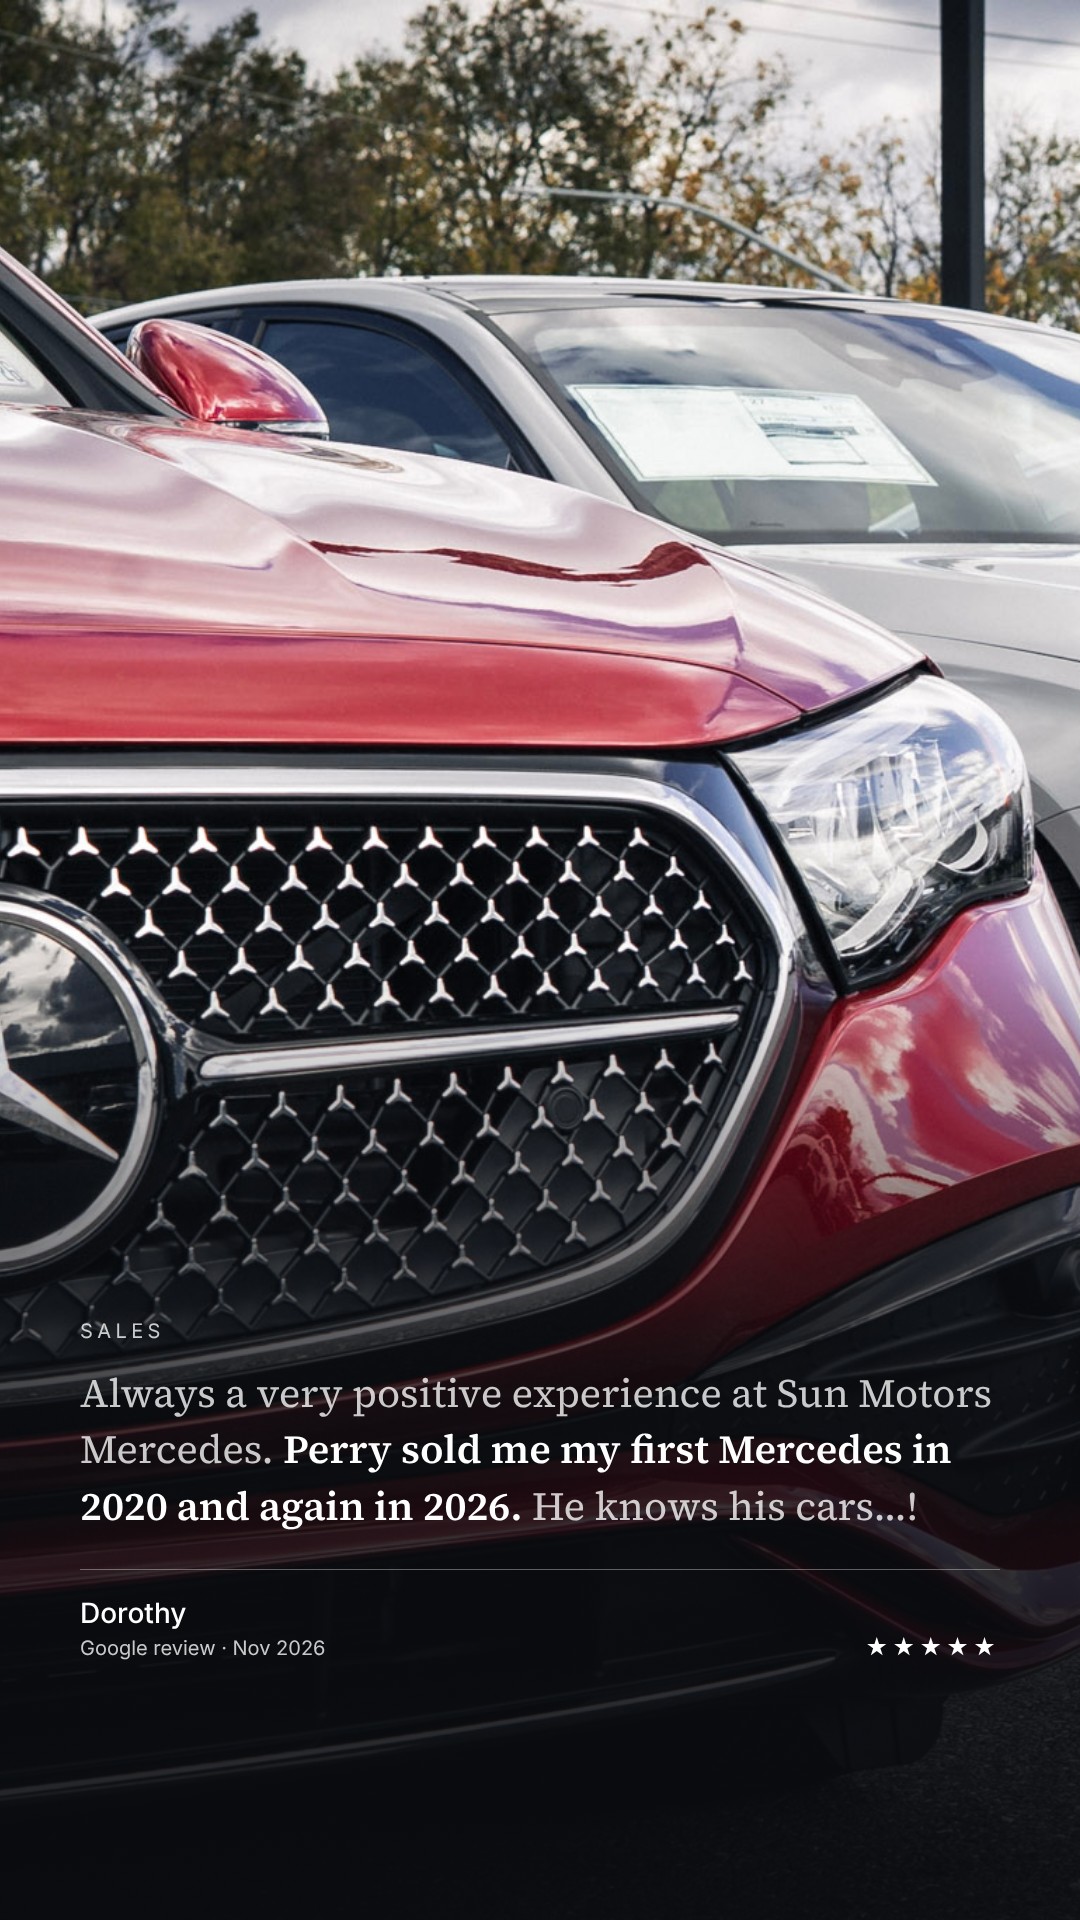 SALES
Always a very positive experience at Sun Motors
Mercedes. Perry sold me my first Mercedes in
2020 and again in 2026. He knows his cars...!
Dorothy
Google review · Nov 2026
★★★★★